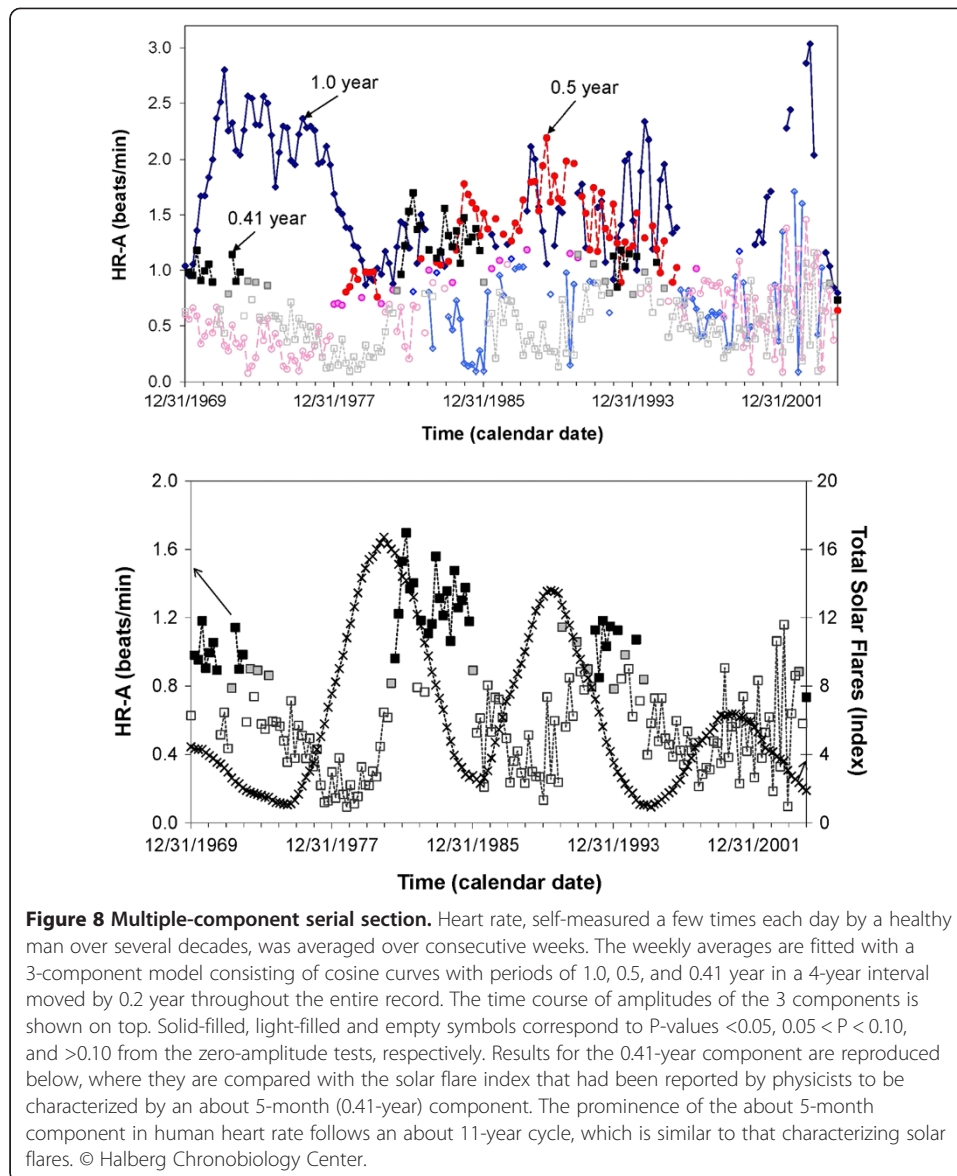 3.0
2.5
2.0
1.5
1.0
0.5
0.0
HR-A (beats/min)
1.0 year
0.5 year
0.41 year
12/31/1969 12/31/1977 12/31/1985 12/31/1993 12/31/2001
Time (calendar date)
2.0
1.6
1.2
0.8
0.4
0.0
HR-A (beats/min)
20
16
12
8
4
0
Total Solar Flares (Index)
12/31/1969 12/31/1977 12/31/1985 12/31/1993 12/31/2001
Time (calendar date)
Figure 8 Multiple-component serial section. Heart rate, self-measured a few times each day by a healthy
man over several decades, was averaged over consecutive weeks. The weekly averages are fitted with a
3-component model consisting of cosine curves with periods of 1.0, 0.5, and 0.41 year in a 4-year interval
moved by 0.2 year throughout the entire record. The time course of amplitudes of the 3 components is
shown on top. Solid-filled, light-filled and empty symbols correspond to P-values <0.05, 0.05 < P < 0.10,
and >0.10 from the zero-amplitude tests, respectively. Results for the 0.41-year component are reproduced
below, where they are compared with the solar flare index that had been reported by physicists to be
characterized by an about 5-month (0.41-year) component. The prominence of the about 5-month
component in human heart rate follows an about 11-year cycle, which is similar to that characterizing solar
flares. © Halberg Chronobiology Center.